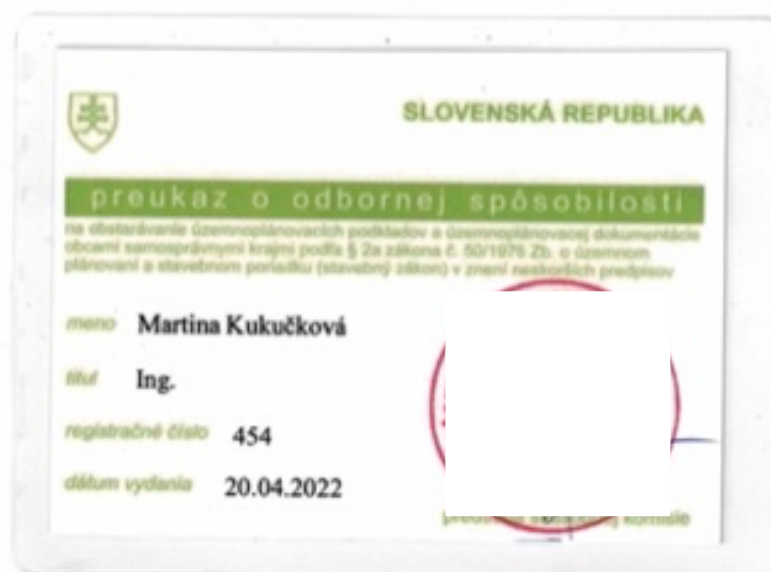 SLOVENSKÁ REPUBLIKA
preukaz o odbornej spôsobilosti
na obstarávanie územnoplánovacích podkladov a územnoplánovacej dokumentácie
obcami samosprávnymi krajmi podľa § 2a zákona č. 50/1976 Zb. o územnom
plánovaní a stavebnom poriadku (stavebný zákon) v znení neskorších predpisov
meno Martina Kukučková
titul Ing.
registračné číslo 454
dátum vydania 20.04.2022
komisie